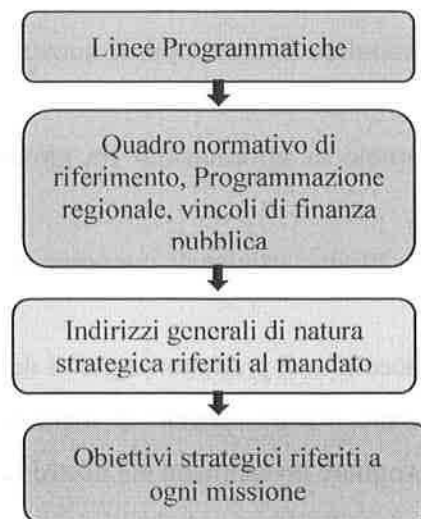 Linee Programmatiche
Quadro normativo di
riferimento, Programmazione
regionale, vincoli di finanza
pubblica
Indirizzi generali di natura
strategica riferiti al mandato
Obiettivi strategici riferiti a
ogni missione